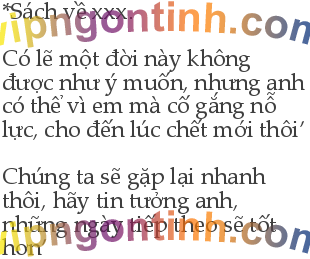 *Sách về xxx.
vipngontinh.com
Có lẽ một đời này không
được như ý muốn, nhưng anh
có thể vì em mà cố gắng nỗ
lực, cho đến lúc chết mới thôi’
Chúng ta sẽ gặp lại nhanh
thôi, hãy tin tưởng anh,
những ngày tiếp theo sẽ tốt
vipngontinh.com
hơn